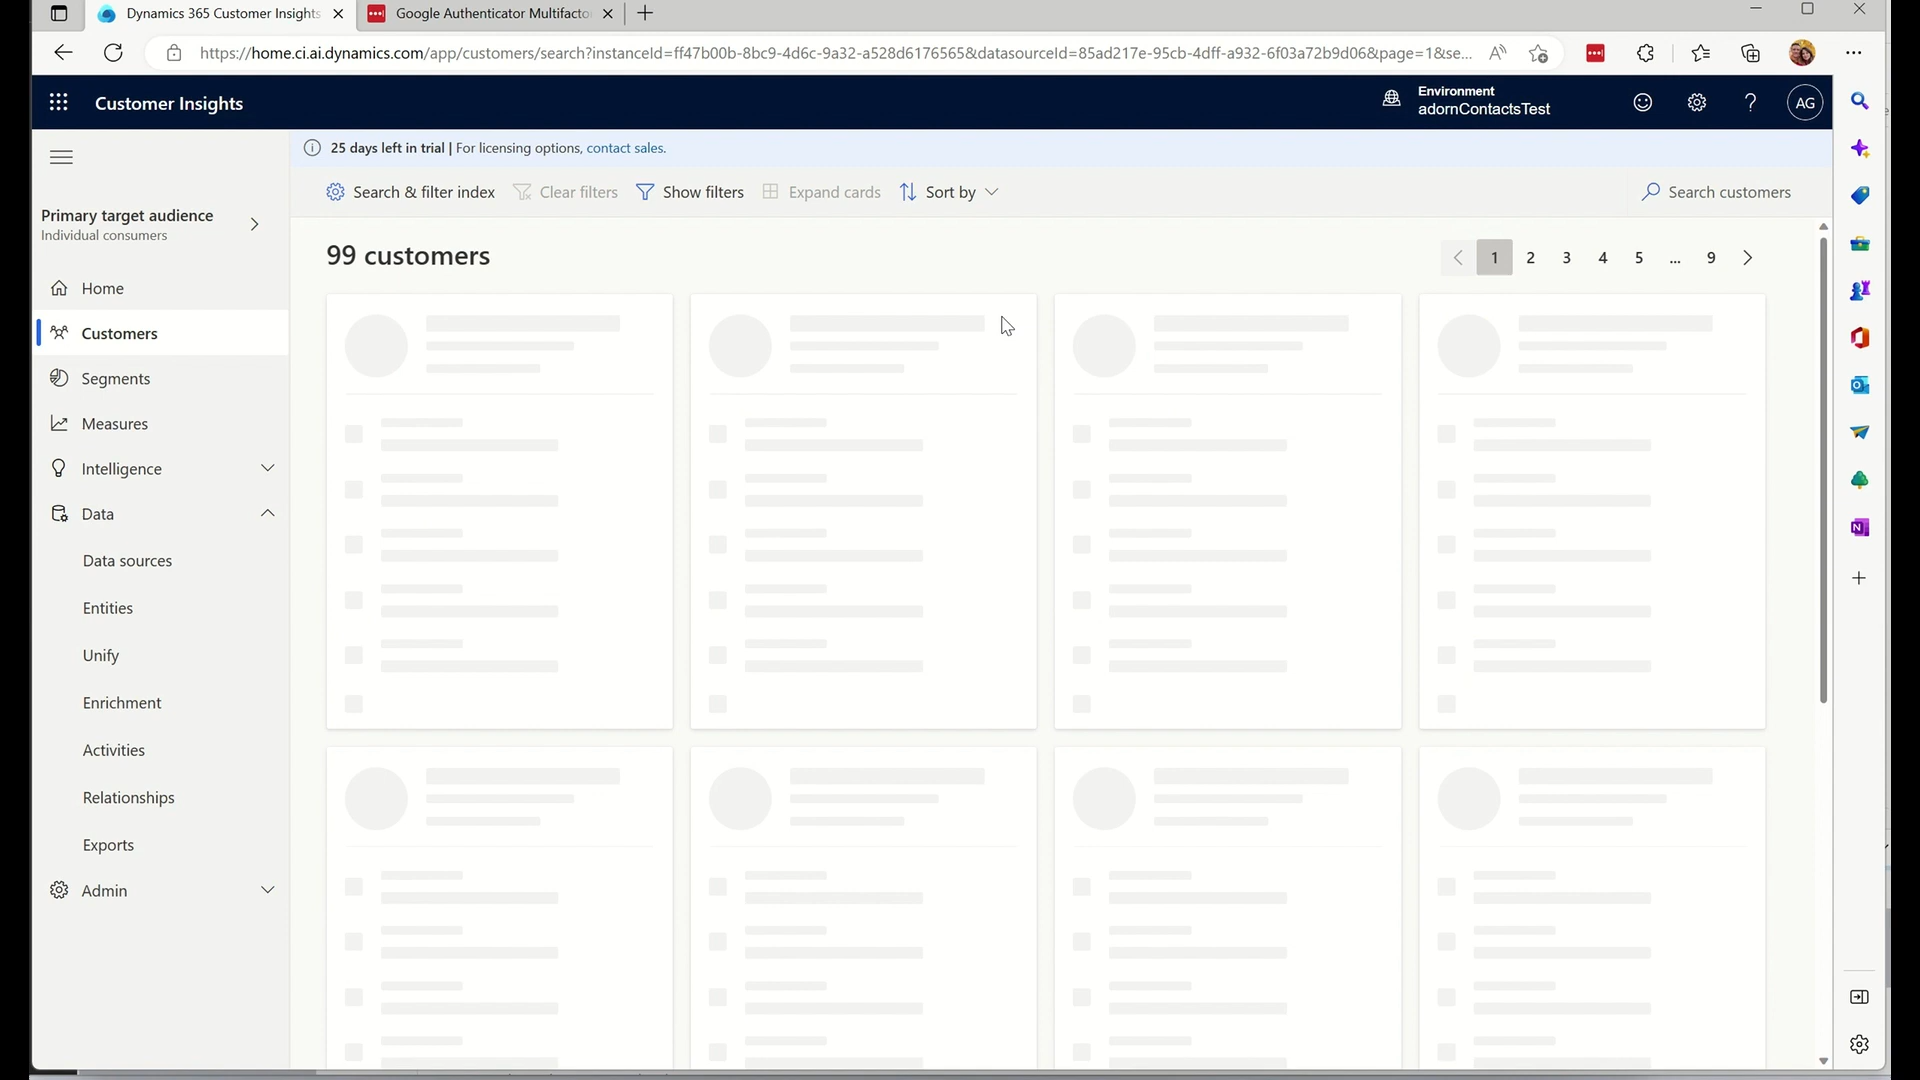 Dynamics 365 Customer Insights
Google Authenticator Multifacto
https://home.ci.ai.dynamics.com/app/customers/search?instanceId=ff47b00b-8bc9-4d6c-9a32-a528d6176565&datasourceId=85ad217e-95cb-4dff-a932-6f03a72b9d06&page=1&se...
Customer Insights
Environment
adornContactsTest
AG
25 days left in trial | For licensing options, contact sales.
Search & filter index
Clear filters
Show filters
Expand cards
Sort by
Search customers
Primary target audience
Individual consumers
99 customers
1 2 3 4 5 ... 9
Home
Customers
Segments
Measures
Intelligence
Data
Data sources
Entities
Unify
Enrichment
Activities
Relationships
Exports
Admin